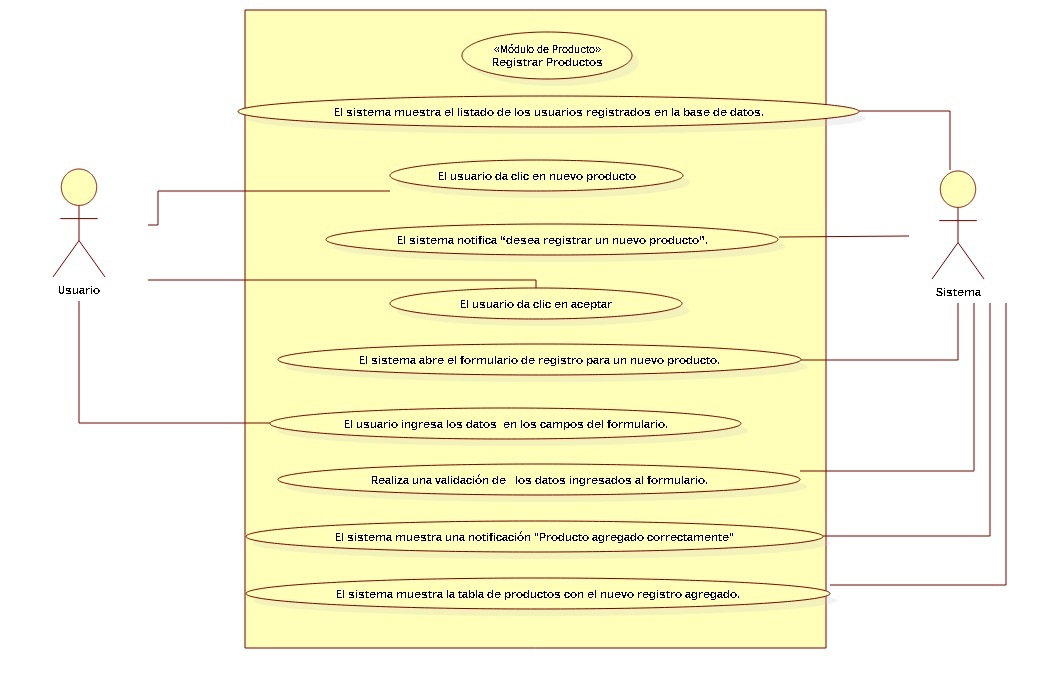 «Módulo de Producto»
Registrar Productos
El sistema muestra el listado de los usuarios registrados en la base de datos.
El usuario da clic en nuevo producto
El sistema notifica “desea registrar un nuevo producto”.
El usuario da clic en aceptar
Usuario
Sistema
El sistema abre el formulario de registro para un nuevo producto.
El usuario ingresa los datos en los campos del formulario.
Realiza una validación de los datos ingresados al formulario.
El sistema muestra una notificación "Producto agregado correctamente"
El sistema muestra la tabla de productos con el nuevo registro agregado.